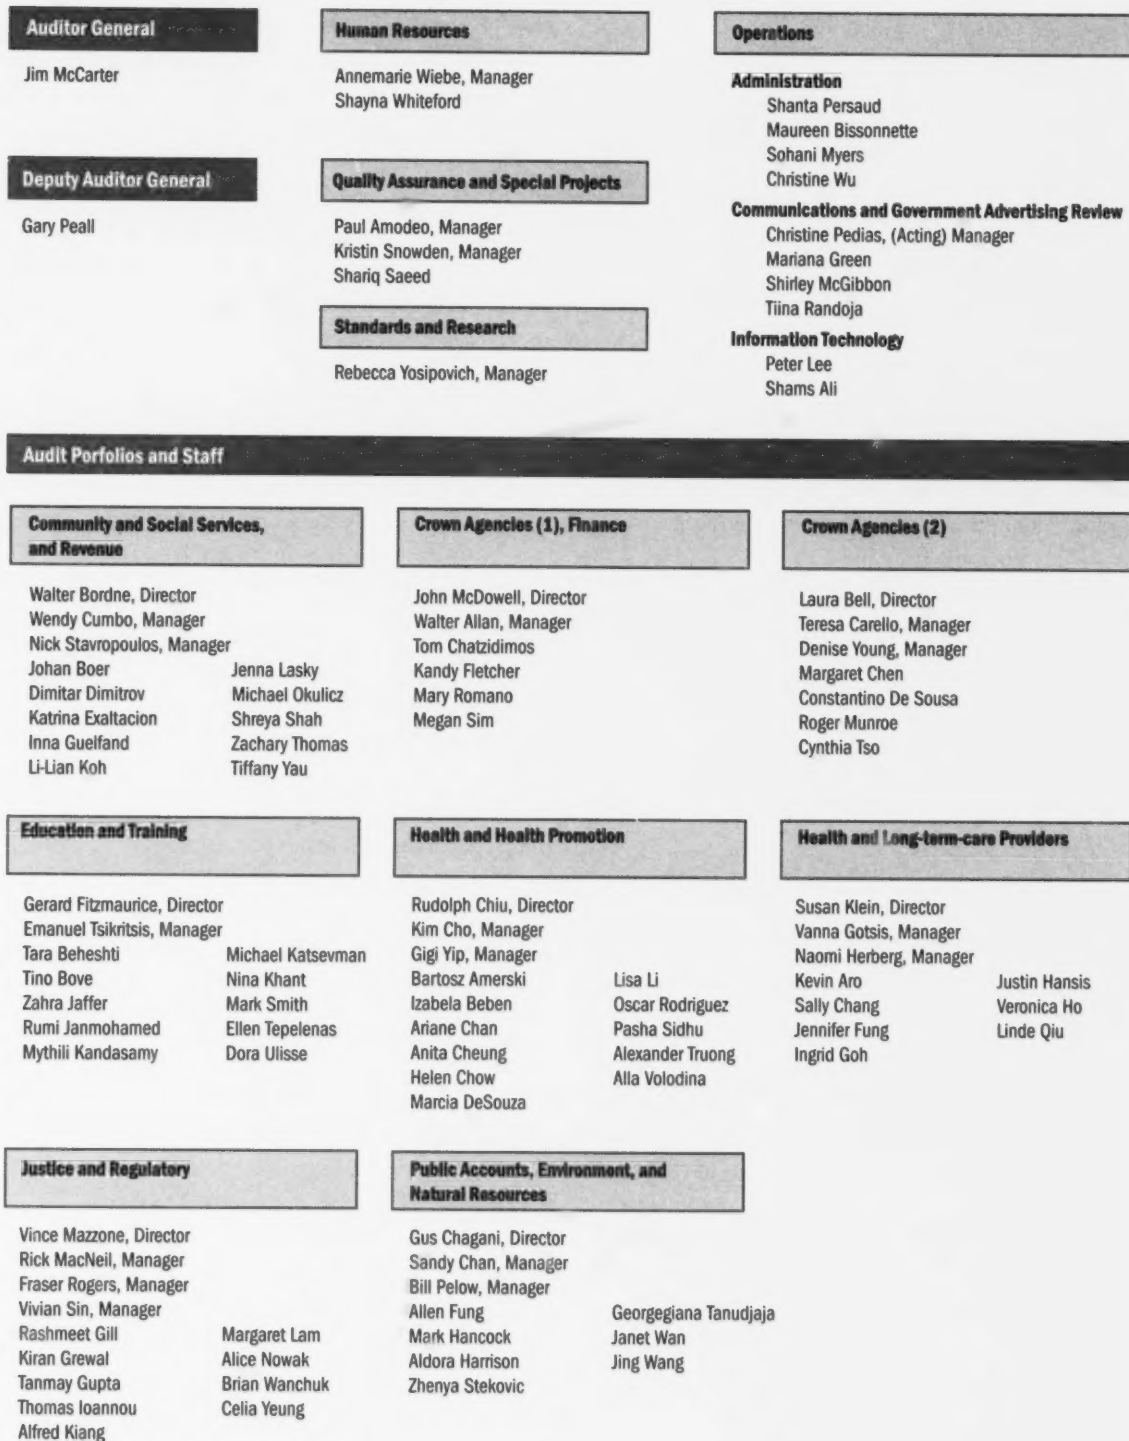 Auditor General
Jim McCarter
Deputy Auditor General
Gary Peall
Human Resources
Annemarie Wiebe, Manager
Shayna Whiteford
Quality Assurance and Special Projects
Paul Amodeo, Manager
Kristin Snowden, Manager
Shariq Saeed
Standards and Research
Rebecca Yosipovich, Manager
Operations
Administration
Shanta Persaud
Maureen Bissonnette
Sohani Myers
Christine Wu
Communications and Government Advertising Review
Christine Pedias, (Acting) Manager
Mariana Green
Shirley McGibbon
Tiina Randoja
Information Technology
Peter Lee
Shams Ali
Audit Porfolios and Staff
Community and Social Services,
and Revenue
Walter Bordne, Director
Wendy Cumbo, Manager
Nick Stavropoulos, Manager
Johan Boer
Dimitar Dimitrov
Katrina Exaltacion
Inna Guelfand
Li-Lian Koh
Jenna Lasky
Michael Okulicz
Shreya Shah
Zachary Thomas
Tiffany Yau
Crown Agencies (1), Finance
John McDowell, Director
Walter Allan, Manager
Tom Chatzidimos
Kandy Fletcher
Mary Romano
Megan Sim
Crown Agencies (2)
Laura Bell, Director
Teresa Carello, Manager
Denise Young, Manager
Margaret Chen
Constantino De Sousa
Roger Munroe
Cynthia Tso
Education and Training
Gerard Fitzmaurice, Director
Emanuel Tsikritsis, Manager
Tara Beheshti
Tino Bove
Zahra Jaffer
Rumi Janmohamed
Mythili Kandasamy
Michael Katsevman
Nina Khant
Mark Smith
Ellen Tepelenas
Dora Ulisse
Health and Health Promotion
Rudolph Chiu, Director
Kim Cho, Manager
Gigi Yip, Manager
Bartosz Amerski
Izabela Beben
Ariane Chan
Anita Cheung
Helen Chow
Marcia DeSouza
Lisa Li
Oscar Rodriguez
Pasha Sidhu
Alexander Truong
Alla Volodina
Health and Long-term-care Providers
Susan Klein, Director
Vanna Gotsis, Manager
Naomi Herberg, Manager
Kevin Aro
Sally Chang
Jennifer Fung
Ingrid Goh
Justin Hansis
Veronica Ho
Linde Qiu
Justice and Regulatory
Vince Mazzone, Director
Rick MacNeil, Manager
Fraser Rogers, Manager
Vivian Sin, Manager
Rashmeet Gill
Kiran Grewal
Tanmay Gupta
Thomas Ioannou
Alfred Kiang
Margaret Lam
Alice Nowak
Brian Wanchuk
Celia Yeung
Public Accounts, Environment, and
Natural Resources
Gus Chagani, Director
Sandy Chan, Manager
Bill Pelow, Manager
Allen Fung
Mark Hancock
Aldora Harrison
Zhenya Stekovic
Georgegiana Tanudjaja
Janet Wan
Jing Wang